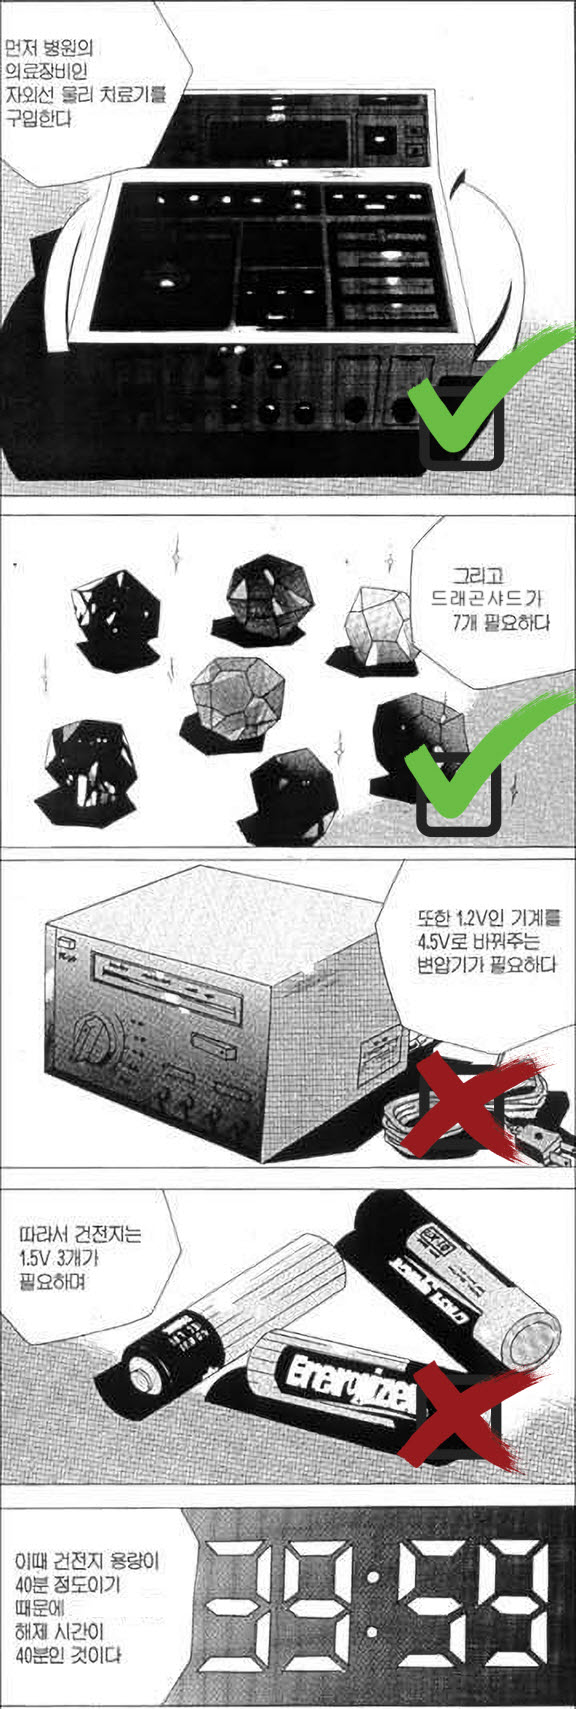 먼저 병원의
의료장비인
자외선 물리 치료기를
구입한다
그리고
드래곤샤드가
7개 필요하다
또한 1.2V인 기계를
4.5V로 바꿔주는
변압기가 필요하다
따라서 건전지는
1.5V 3개가
필요하며
Energizer
이때 건전지 용량이
40분 정도이기
때문에
해제 시간이
40분인 것이다
39:59